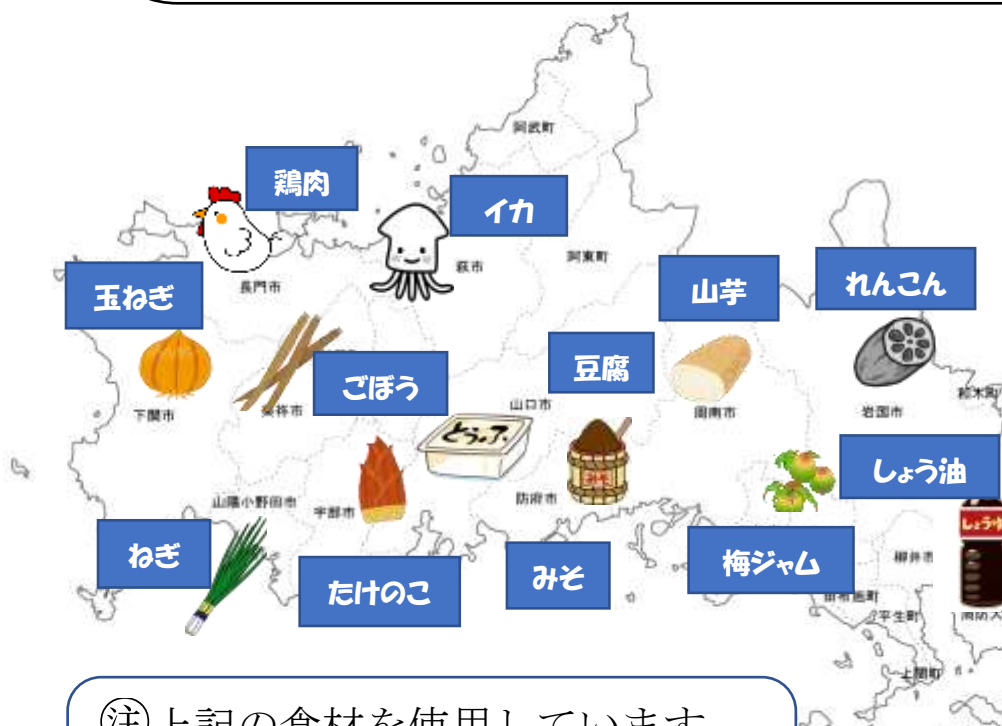 阿武町
鶏肉
イカ
萩市
阿東町
長門市
玉ねぎ
山芋
れんこん
豆腐
ごぼう
下関市
美祢市
山口市
周南市
岩国市
和木町
とうふ
しょう油
みそ
山陽小野田市
宇部市
防府市
しょうゆ
ねぎ
たけのこ
みそ
梅ジャム
柳井市
田布施町
平生町
上関町
注 上記の食材を使用しています